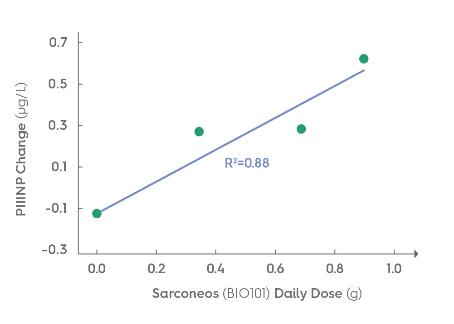 0.7
0.5
0.3
0.1
-0.1
-0.3
PIIINP Change (µg/L)
R²=0.88
0.0 0.2 0.4 0.6 0.8 1.0
Sarconeos (BIO101) Daily Dose (g)